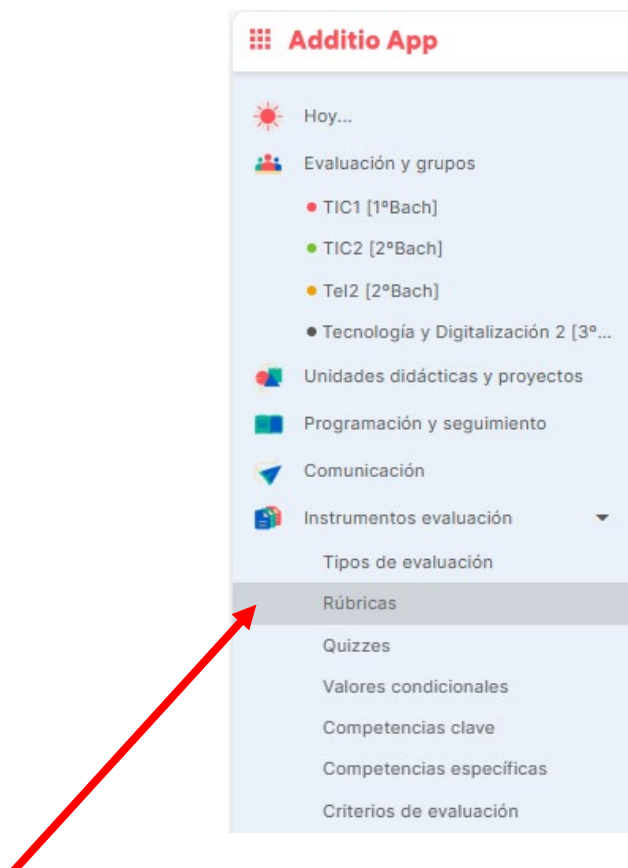 Additio App
Hoy...
Evaluación y grupos
TIC1 [1ºBach]
TIC2 [2ºBach]
TeI2 [2ºBach]
Tecnología y Digitalización 2 [3º...
Unidades didácticas y proyectos
Programación y seguimiento
Comunicación
Instrumentos evaluación
Tipos de evaluación
Rúbricas
Quizzes
Valores condicionales
Competencias clave
Competencias específicas
Criterios de evaluación